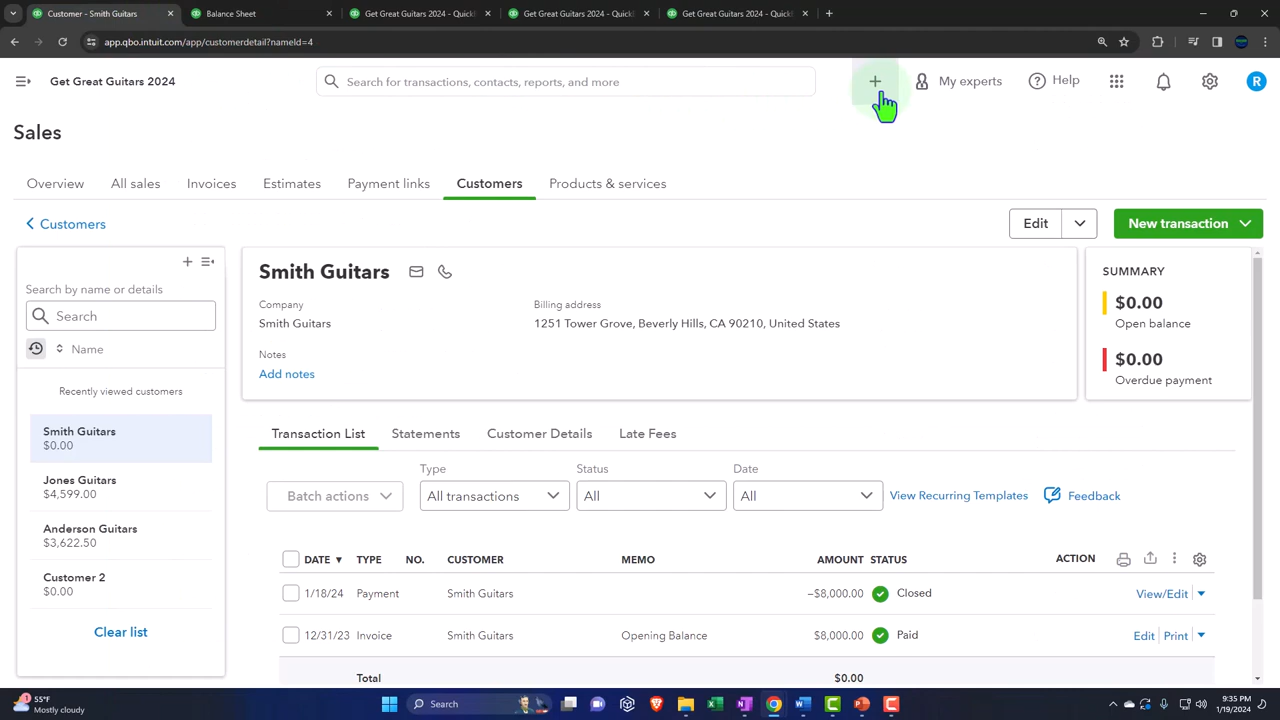 Get Great Guitars - Customers
Balance Sheet
Get Great Guitars 2024 - Quick
Get Great Guitars 2024 - Quick
Get Great Guitars 2024 - Quick
app.qbo.intuit.com/app/customerdetail?nameId=4
Get Great Guitars 2024
Search for transactions, contacts, reports, and more
My experts
Help
R
Sales
Overview All sales Invoices Estimates Payment links Customers Products & services
Customers
Edit
New transaction
Search by name or details
Search
Name
Recently viewed customers
Smith Guitars
$0.00
Jones Guitars
$4,599.00
Anderson Guitars
$3,622.50
Customer 2
$0.00
Clear list
Smith Guitars
Company
Smith Guitars
Billing address
1251 Tower Grove, Beverly Hills, CA 90210, United States
Notes
Add notes
SUMMARY
$0.00
Open balance
$0.00
Overdue payment
Transaction List Statements Customer Details Late Fees
Type Status Date
Batch actions All transactions All All View Recurring Templates Feedback
DATE TYPE NO. CUSTOMER MEMO AMOUNT STATUS ACTION
1/18/24 Payment Smith Guitars −$8,000.00 Closed View/Edit
12/31/23 Invoice Smith Guitars Opening Balance $8,000.00 Paid Edit Print
Total $0.00
55°F
Mostly cloudy
Search
9:35 PM
1/19/2024